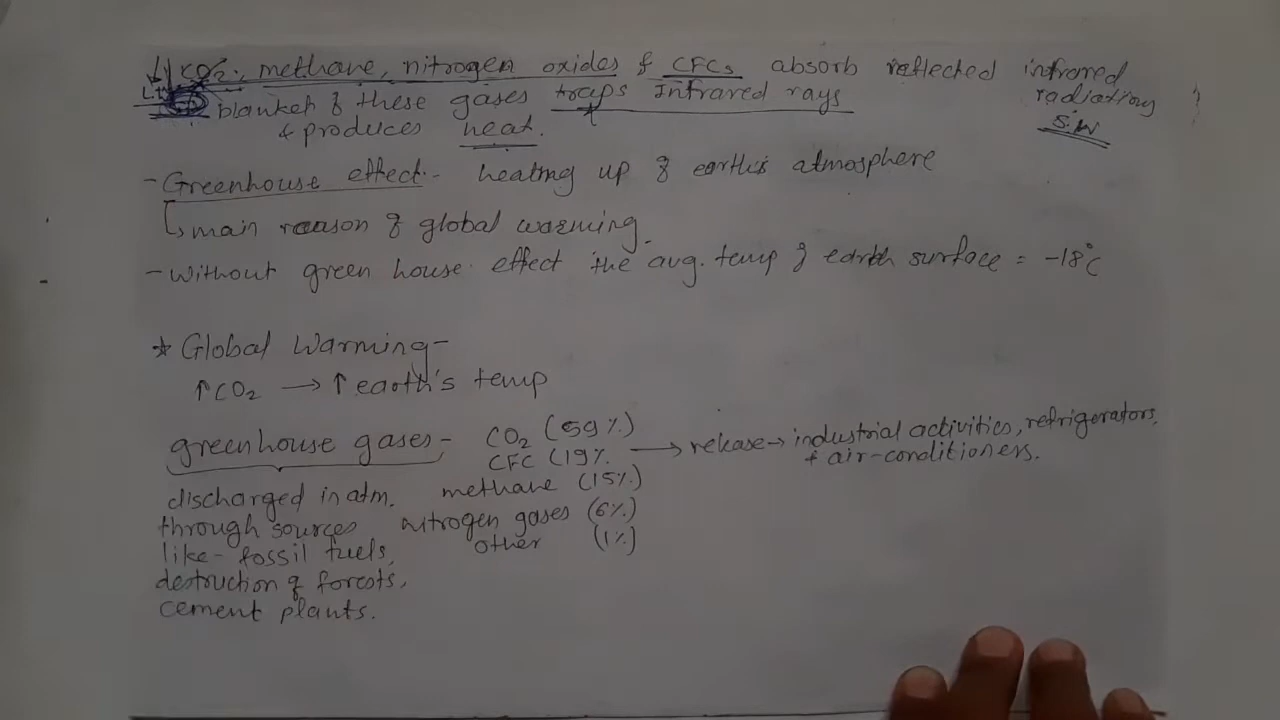 CO2, methane, nitrogen oxides & CFCs absorb reflected infrared radiations
blanket of these gases traps Infrared rays
& produces heat.
S.W
- Greenhouse effect - heating up of earth's atmosphere
↳ main reason of global warming.
- without green house effect the avg. temp of earth surface = -18°C
* Global Warming -
↑CO2 → ↑ earth's temp
greenhouse gases - CO2 (59%)
CFC (19%. → release → industrial activities, refrigerators,
+ air-conditioners.
methane (15%)
nitrogen gases (6%)
other (1%)
discharged in atm.
through sources
like - fossil fuels,
destruction of forests,
cement plants.